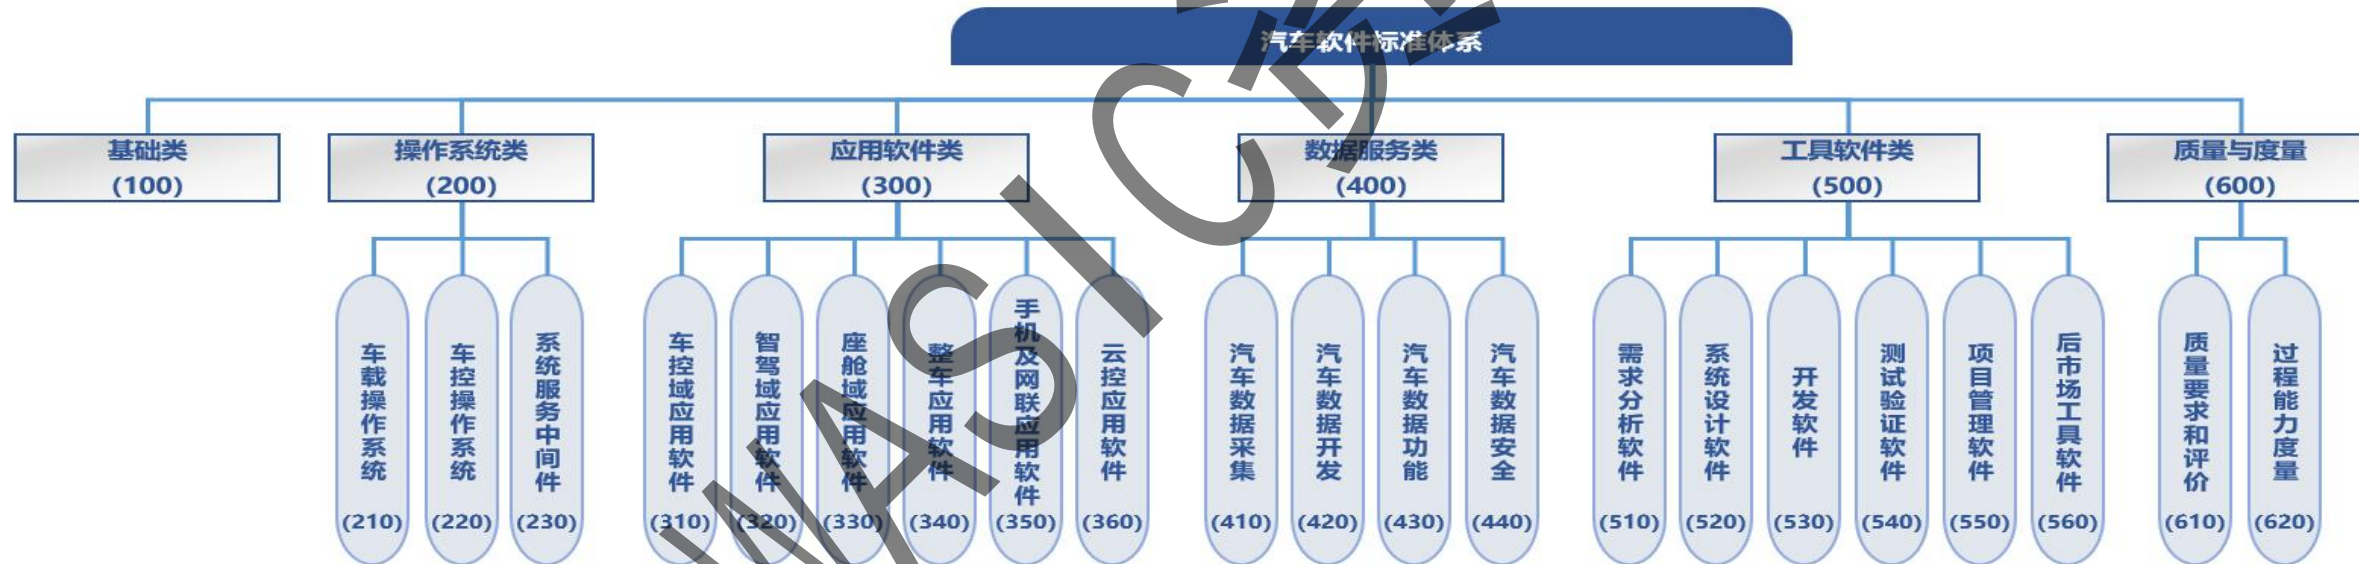 汽车软件标准体系
基础类
(100)
操作系统类
(200)
应用软件类
(300)
数据服务类
(400)
工具软件类
(500)
质量与度量
(600)
车载操作系统
(210)
车控操作系统
(220)
系统服务中间件
(230)
车控域应用软件
(310)
智驾域应用软件
(320)
座舱域应用软件
(330)
整车应用软件
(340)
手机及网联应用软件
(350)
云控应用软件
(360)
汽车数据采集
(410)
汽车数据开发
(420)
汽车数据功能
(430)
汽车数据安全
(440)
需求分析软件
(510)
系统设计软件
(520)
开发软件
(530)
测试验证软件
(540)
项目管理软件
(550)
后市场工具软件
(560)
质量要求和评价
(610)
过程能力度量
(620)
WASIC